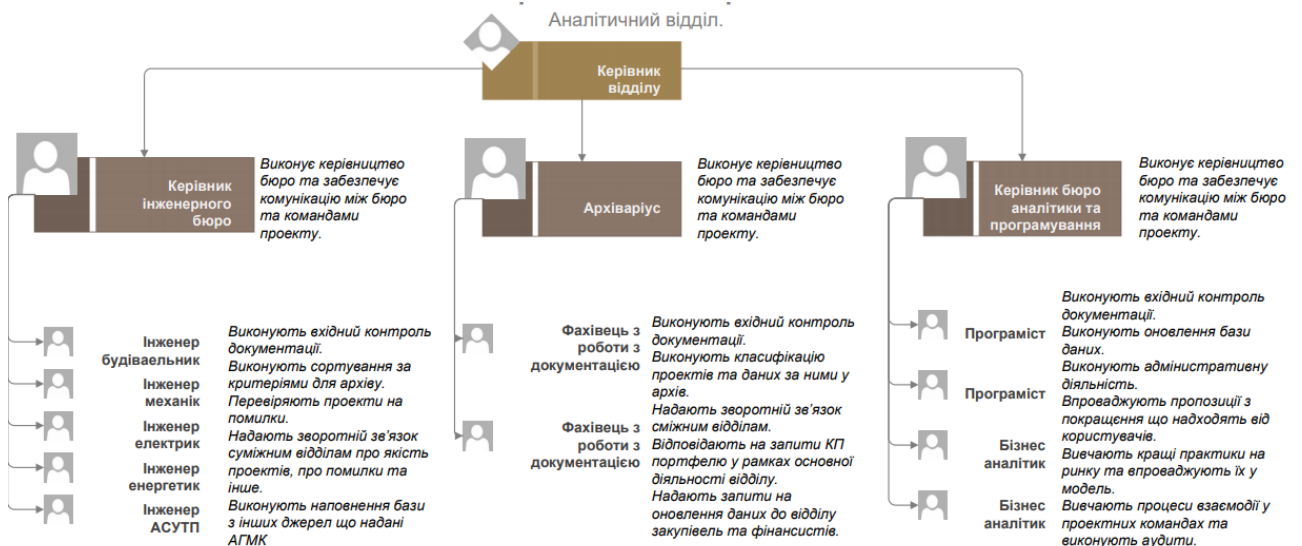 Аналітичний відділ.
Керівник
відділу
Керівник
інженерного
бюро
Виконує керівництво
бюро та забезпечує
комунікацію між бюро
та командами
проекту.
Архіваріус
Виконує керівництво
бюро та забезпечує
комунікацію між бюро
та командами
проекту.
Керівник бюро
аналітики та
програмування
Виконує керівництво
бюро та забезпечує
комунікацію між бюро
та командами
проекту.
Інженер
будіваельник
Інженер
механік
Інженер
електрик
Інженер
енергетик
Інженер
АСУТП
Виконують вхідний контроль
документації.
Виконують сортування за
критеріями для архіву.
Перевіряють проекти на
помилки.
Надають зворотній зв’язок
суміжним відділам про якість
проектів, про помилки та
інше.
Виконують наповнення бази
з інших джерел що надані
АГМК
Фахівець з
роботи з
документацією
Фахівець з
роботи з
документацією
Виконують вхідний контроль
документації.
Виконують класифікацію
проектів та даних за ними у
архів.
Надають зворотній зв’язок
сміжним відділам.
Відповідають на запити КП
портфелю у рамках основної
діяльності відділу.
Надають запити на
оновлення даних до відділу
закупівель та фінансистів.
Програміст
Програміст
Бізнес
аналітик
Бізнес
аналітик
Виконують вхідний контроль
документації.
Виконують оновлення бази
даних.
Виконують адміністративну
діяльність.
Впроваджують пропозиції з
покращєння що надходять від
користувачів.
Вивчають кращі практики на
ринку та впроваджують їх у
модель.
Вивчають процеси взаємодії у
проектних командах та
виконують аудити.